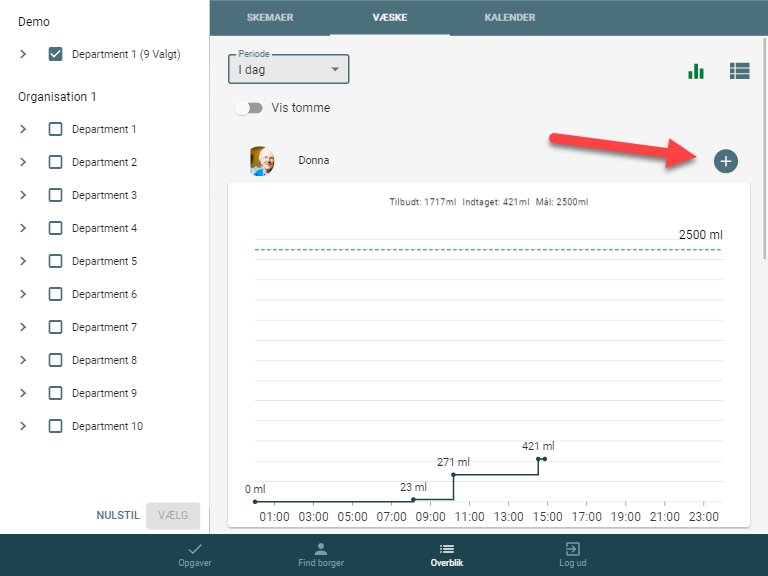 Demo
Department 1 (9 Valgt)
Organisation 1
Department 1
Department 2
Department 3
Department 4
Department 5
Department 6
Department 7
Department 8
Department 9
Department 10
NULSTIL VÆLG
SKEMAER VÆSKE KALENDER
Periode
I dag
Vis tomme
Donna
Tilbudt: 1717ml Indtaget: 421ml Mål: 2500ml
2500 ml
421 ml
271 ml
23 ml
0 ml
01:00 03:00 05:00 07:00 09:00 11:00 13:00 15:00 17:00 19:00 21:00 23:00
Opgaver Find borger Overblik Log ud